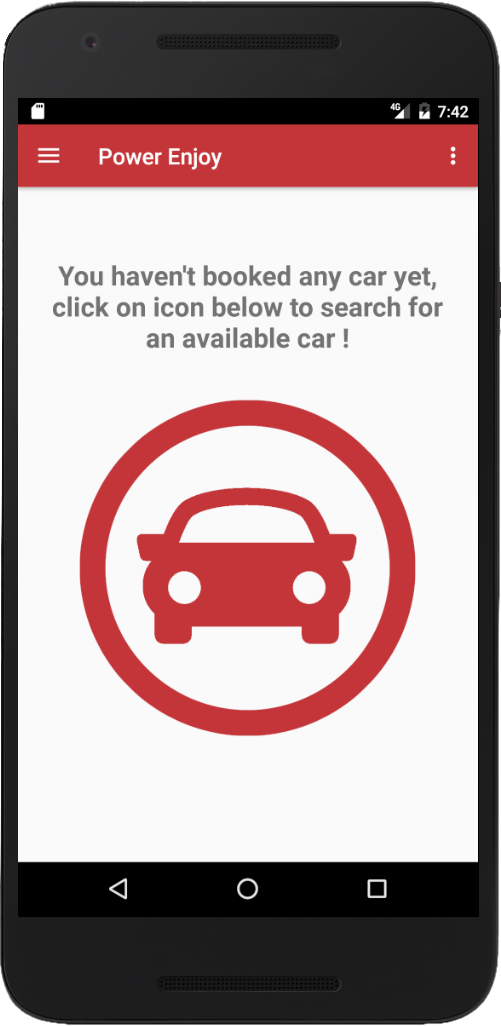 4G 7:42
Power Enjoy
You haven't booked any car yet,
click on icon below to search for
an available car !